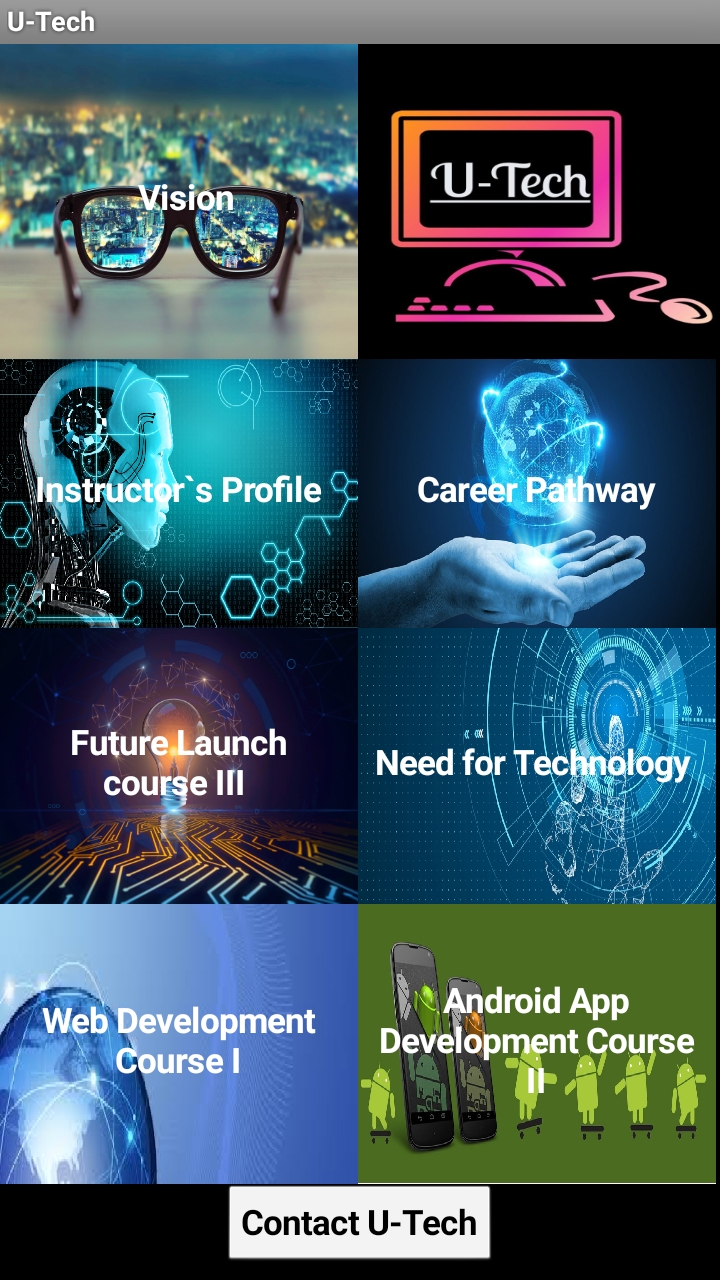 U-Tech
Vision
U-Tech
Instructor`s Profile
Career Pathway
Future Launch
course III
Need for Technology
Web Development
Course I
Android App
Development Course
II
Contact U-Tech